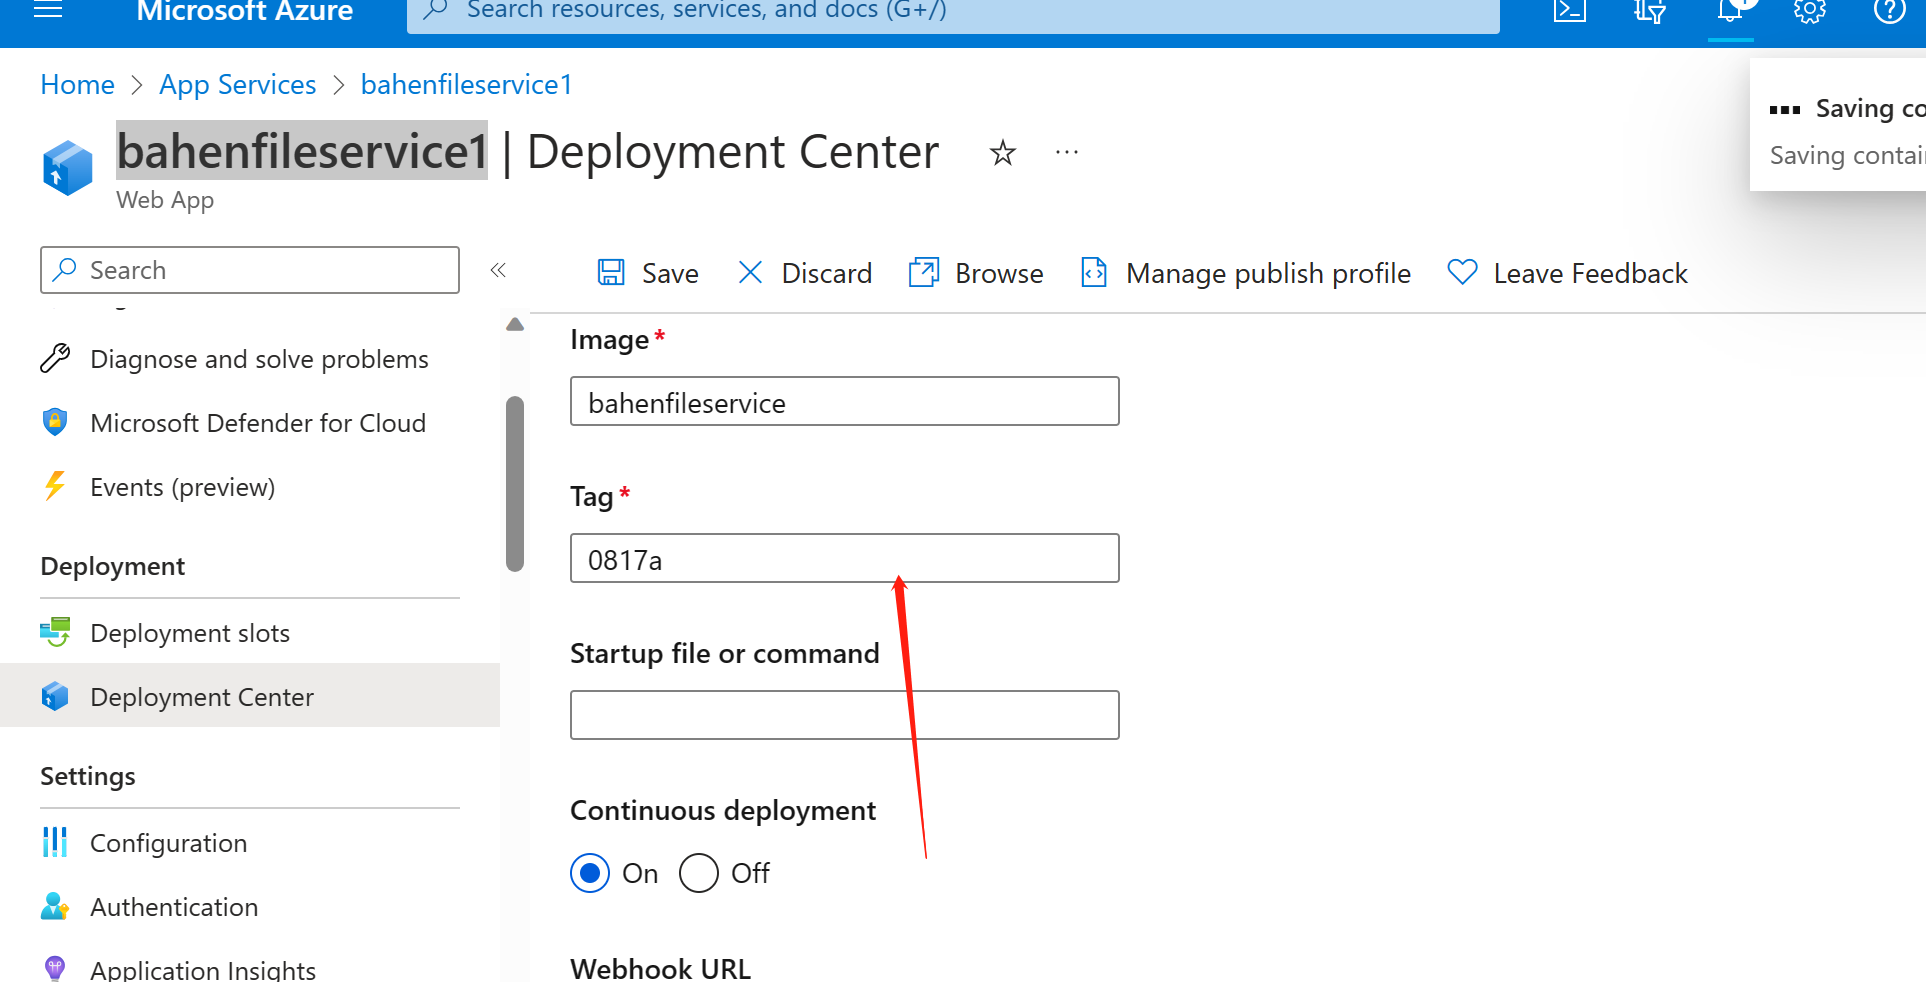 Microsoft Azure
Search resources, services, and docs (G+/)
Home > App Services > bahenfileservice1
Saving co
Saving contai
bahenfileservice1 | Deployment Center
Web App
Search
Save
Discard
Browse
Manage publish profile
Leave Feedback
Image *
Diagnose and solve problems
bahenfileservice
Microsoft Defender for Cloud
Events (preview)
Tag *
0817a
Deployment
Deployment slots
Startup file or command
Deployment Center
Settings
Continuous deployment
Configuration
On
Off
Authentication
Application Insights
Webhook URL